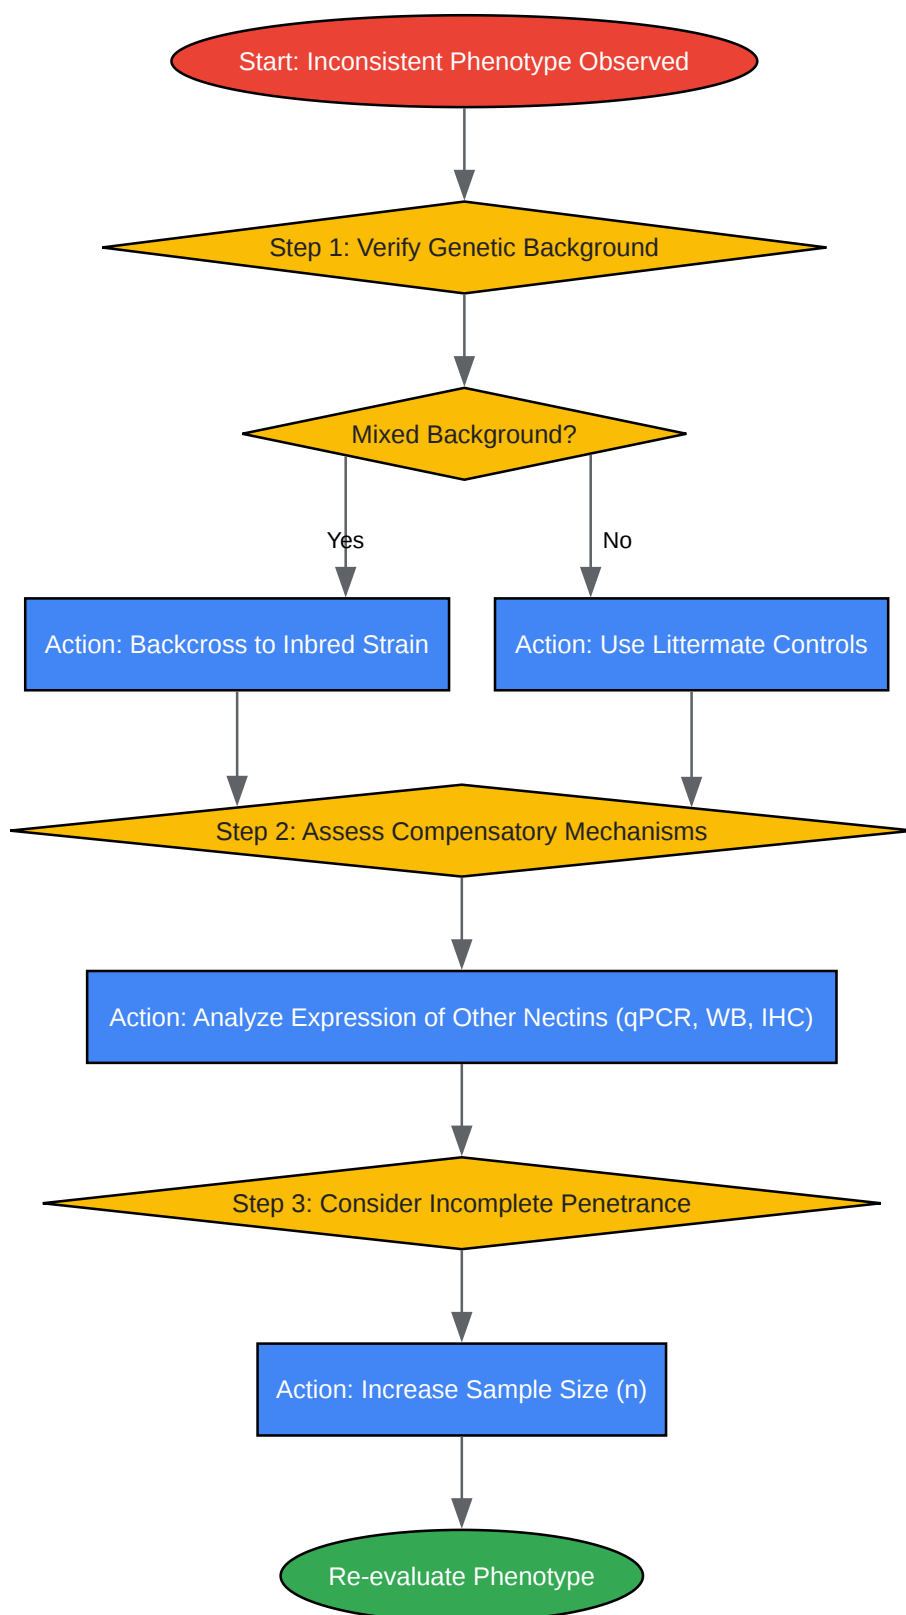 Start: Inconsistent Phenotype Observed
Step 1: Verify Genetic Background
Mixed Background?
Yes
No
Action: Backcross to Inbred Strain
Action: Use Littermate Controls
Step 2: Assess Compensatory Mechanisms
Action: Analyze Expression of Other Nectins (qPCR, WB, IHC)
Step 3: Consider Incomplete Penetrance
Action: Increase Sample Size (n)
Re-evaluate Phenotype